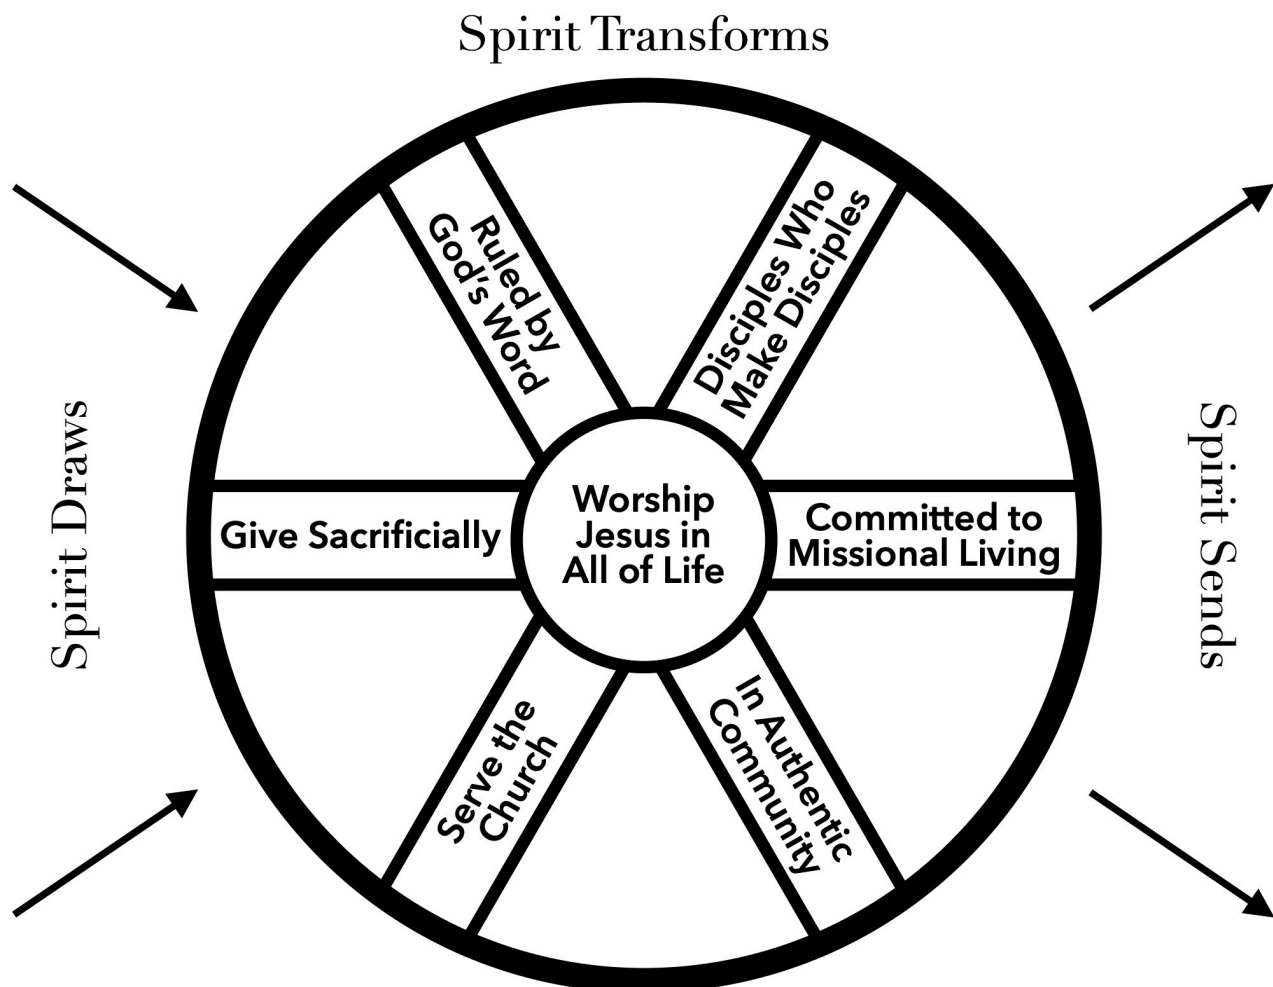 Spirit Transforms
Ruled by
God's Word
Disciples Who
Make Disciples
Spirit Draws
Give Sacrificially
Worship
Jesus in
All of Life
Committed to
Missional Living
Spirit Sends
Serve the
Church
In Authentic
Community